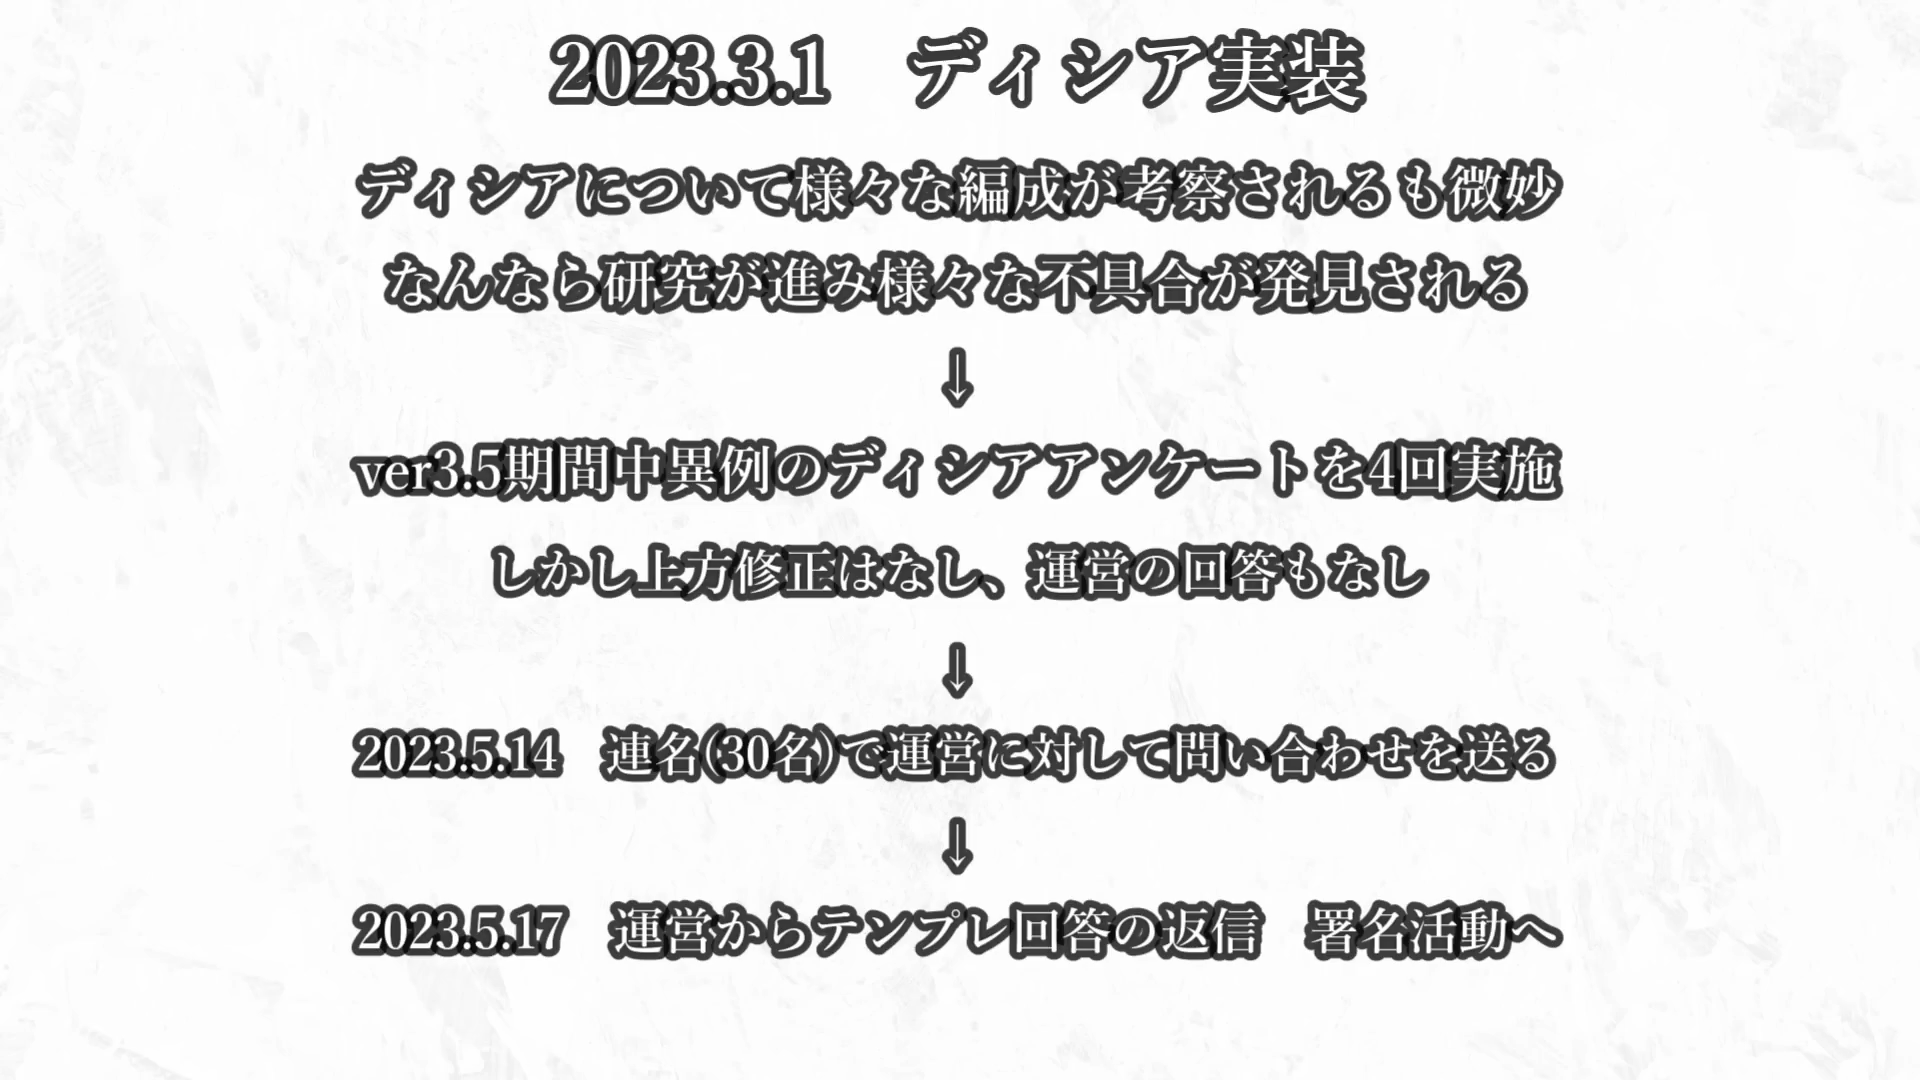 2023.3.1　ディシア実装
ディシアについて様々な編成が考察されるも微妙
なんなら研究が進み様々な不具合が発見される
↓
ver3.5期間中異例のディシアアンケートを4回実施
しかし上方修正はなし、運営の回答もなし
↓
2023.5.14　連名(30名)で運営に対して問い合わせを送る
↓
2023.5.17　運営からテンプレ回答の返信　署名活動へ